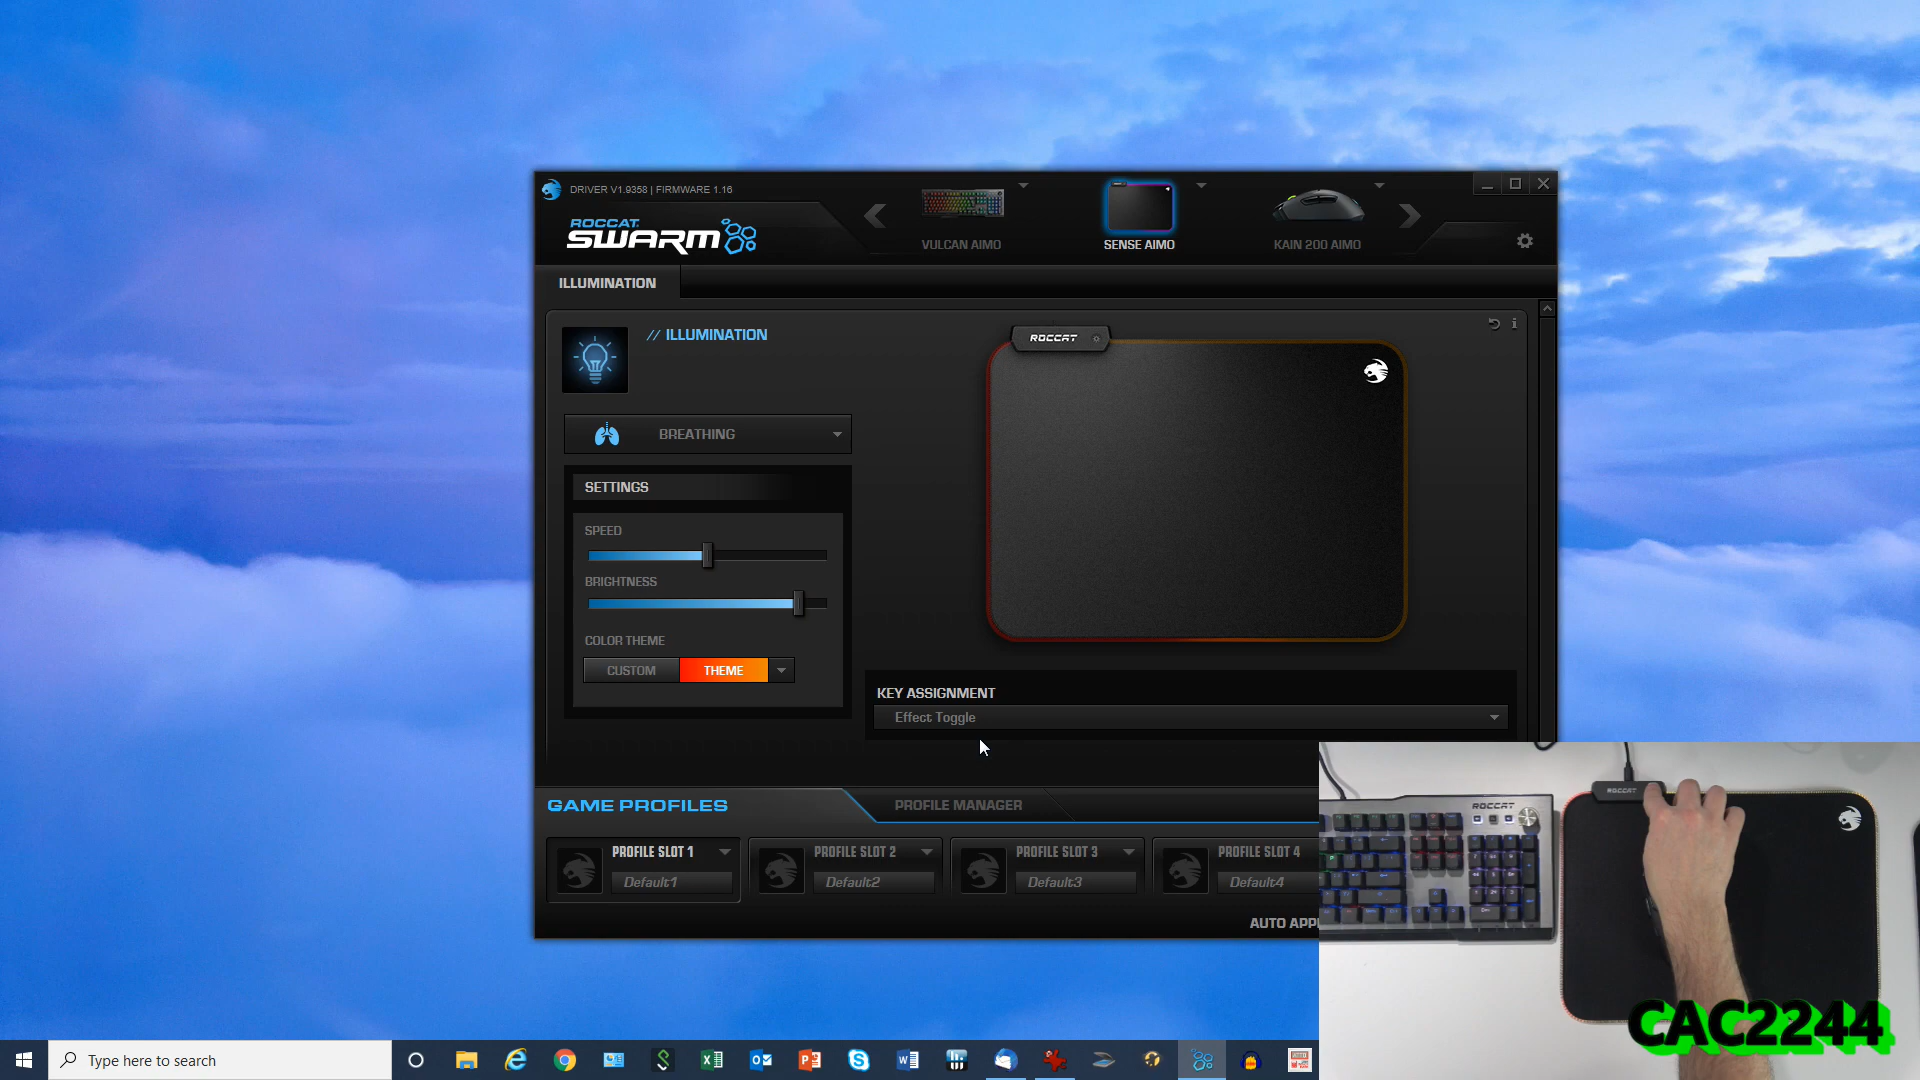 DRIVER V1.9358 | FIRMWARE 1.16
ROCCAT
SWARM
VULCAN AIMO
SENSE AIMO
KAIN 200 AIMO
ILLUMINATION
// ILLUMINATION
ROCCAT
BREATHING
SETTINGS
SPEED
BRIGHTNESS
COLOR THEME
CUSTOM
THEME
KEY ASSIGNMENT
Effect Toggle
GAME PROFILES
PROFILE MANAGER
PROFILE SLOT 1
Default1
PROFILE SLOT 2
Default2
PROFILE SLOT 3
Default3
PROFILE SLOT 4
Default4
AUTO APP
ROCCAT
ROCCAT
CAC2244
Type here to search